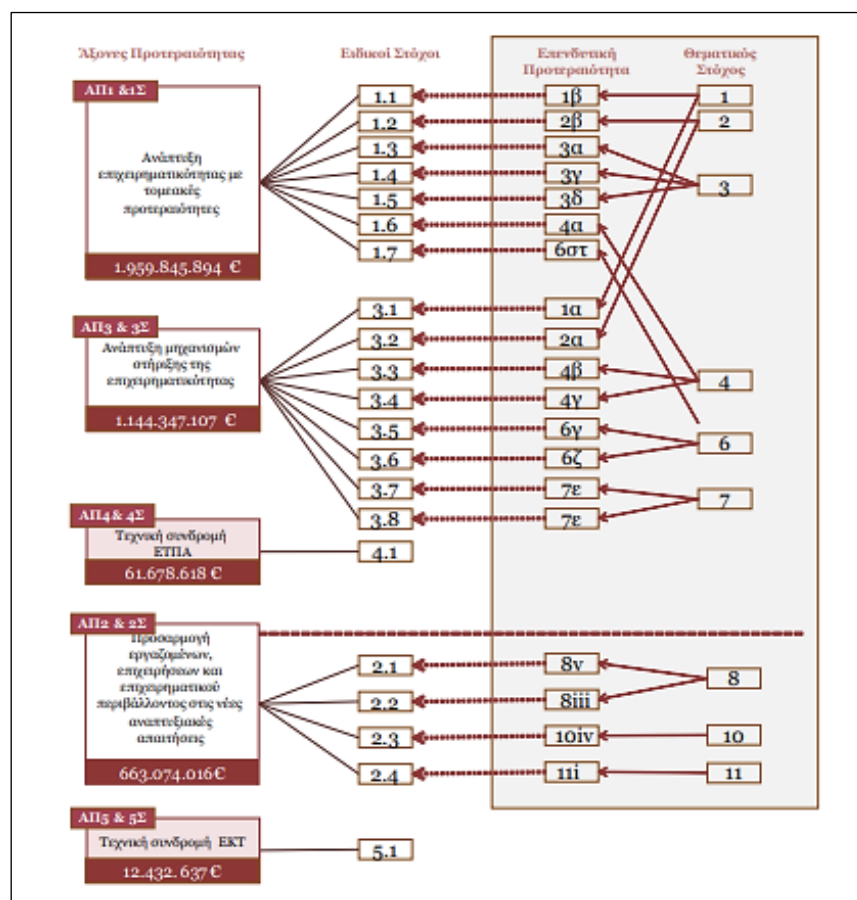 Άξονες Προτεραιότητας
Ειδικοί Στόχοι
Επενδετική
Προτεραιότητα
Θεματικός
Στόχος
ΑΠ1 &1Σ
Ανάπτυξη
επιχειρηματικότητας με
τομεακές
προτεραιότητες
1.959.845.894 €
1.1
1β
1
1.2
2β
2
1.3
3α
1.4
3γ
3
1.5
3δ
1.6
4α
1.7
6στ
ΑΠ3 & 3Σ
Ανάπτυξη μηχανισμών
στήριξης της
επιχειρηματικότητας
1.144.347.107 €
3.1
1α
3.2
2α
3.3
4β
4
3.4
4γ
3.5
6γ
6
3.6
6ζ
3.7
7ε
7
3.8
7ε
ΑΠ4& 4Σ
Τεχνική συνδρομή
ΕΤΠΑ
61.678.618 €
4.1
ΑΠ2 & 2Σ
Προσαρμογή
εργαζομένων,
επιχειρήσεων και
επιχειρηματικού
περιβάλλοντος στις νέες
αναπτυξιακές
απαιτήσεις
663.074.016€
2.1
8v
8
2.2
8iii
2.3
10iv
10
2.4
11i
11
ΑΠ5 & 5Σ
Τεχνική συνδρομή ΕΚΤ
12.432.637€
5.1